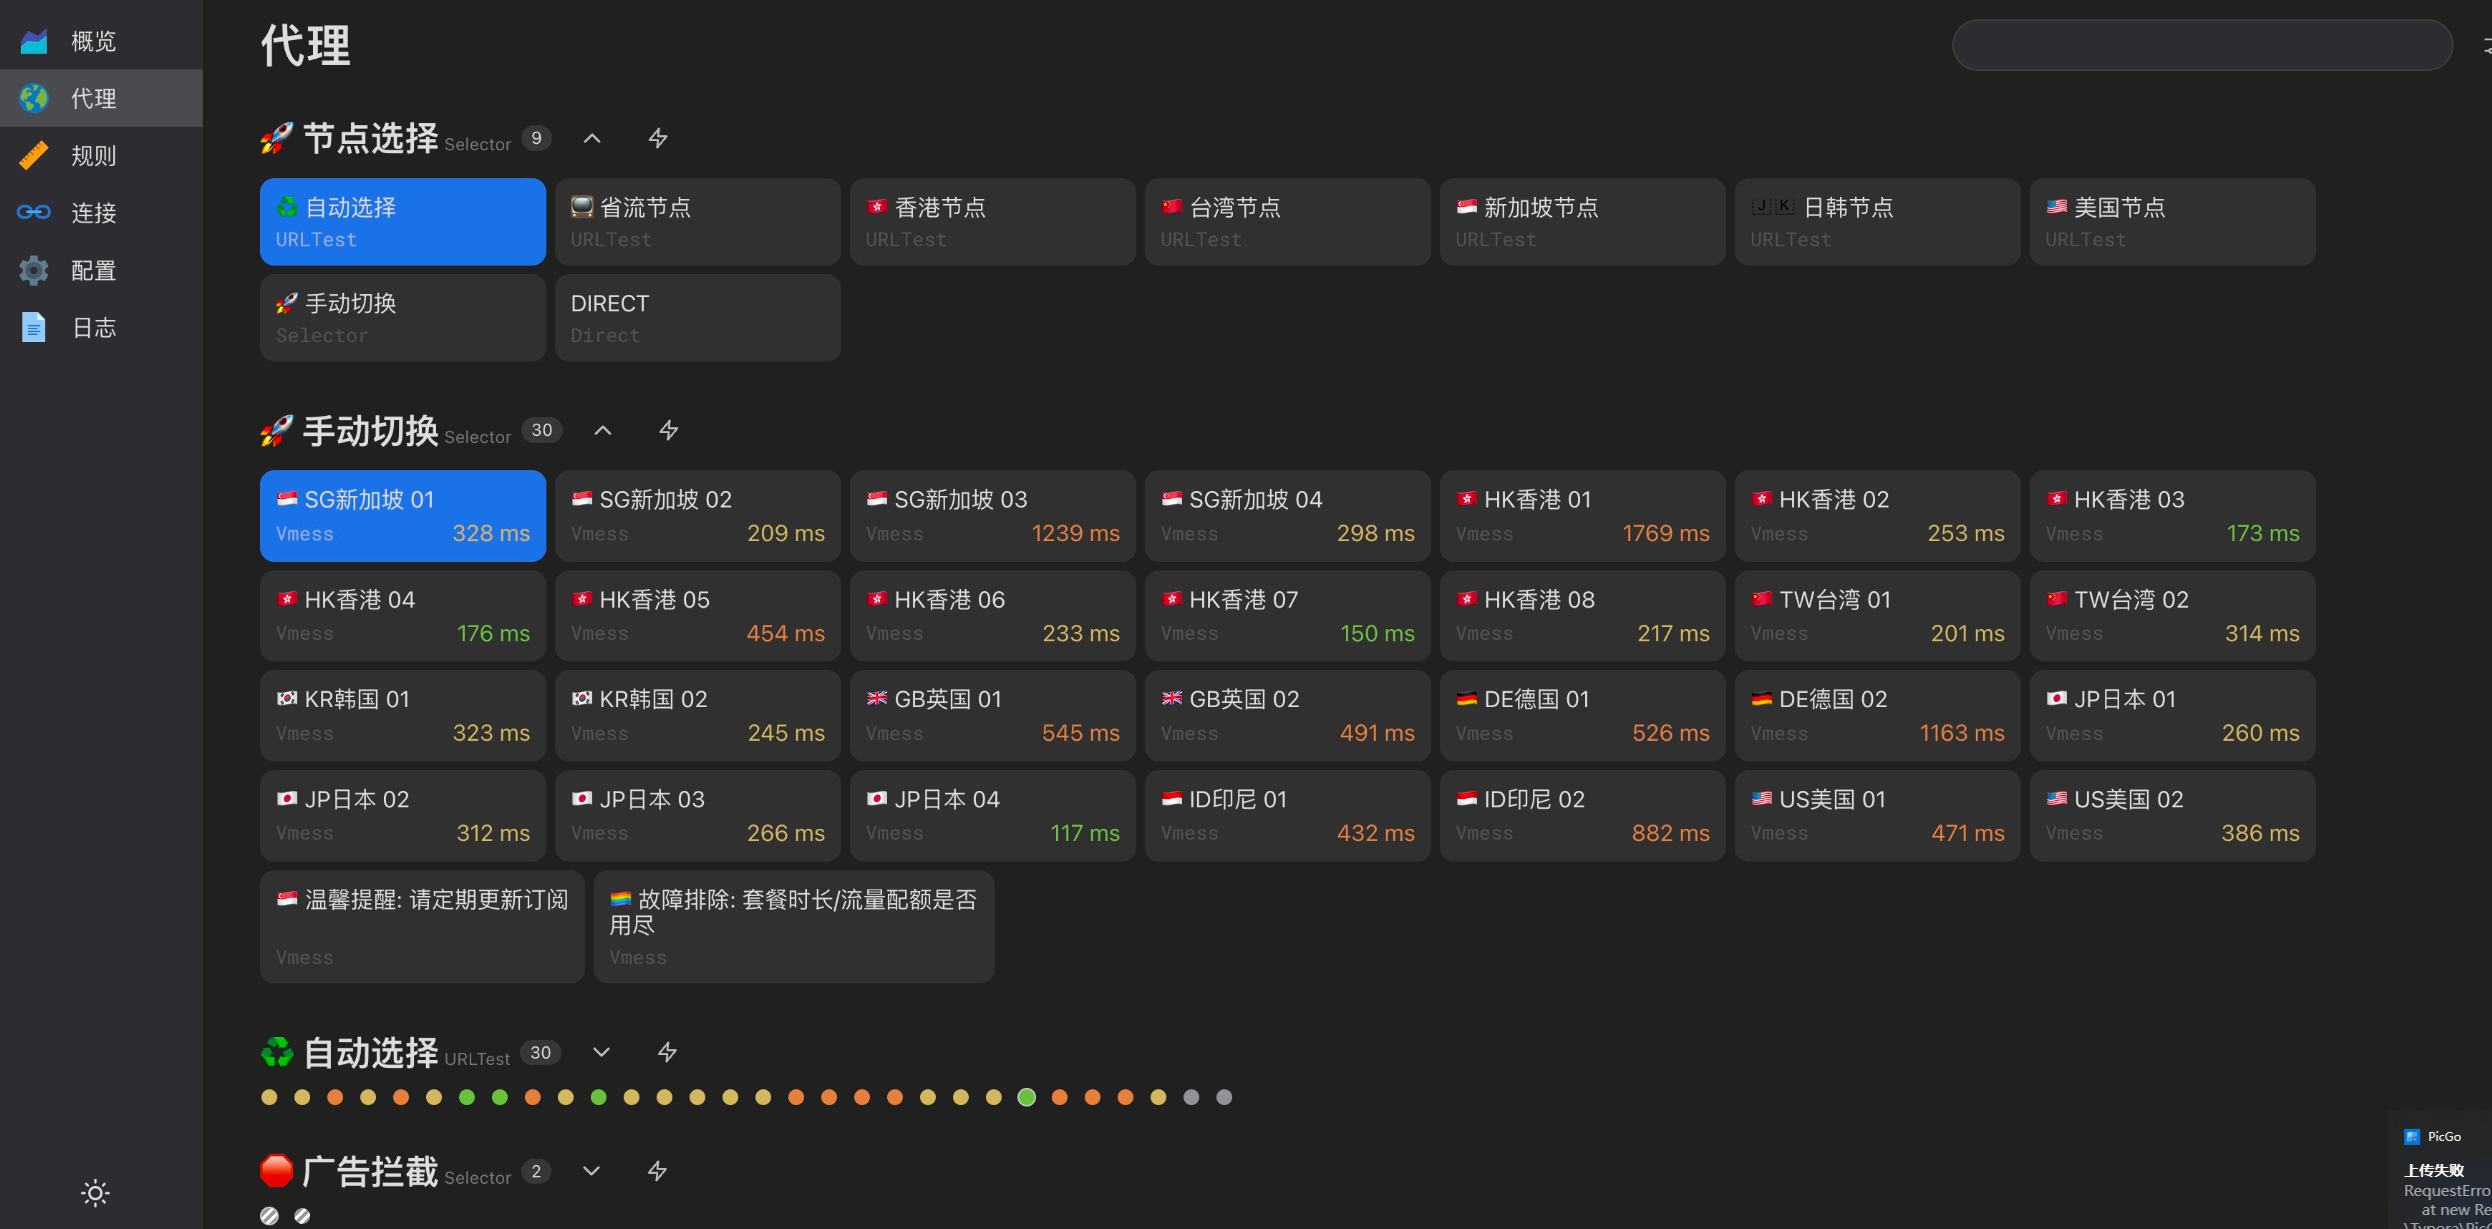 概览
代理
规则
连接
配置
日志
代理
节点选择 Selector 9
自动选择
URLTest
省流节点
URLTest
香港节点
URLTest
台湾节点
URLTest
新加坡节点
URLTest
JK 日韩节点
URLTest
美国节点
URLTest
手动切换
Selector
DIRECT
Direct
手动切换 Selector 30
SG新加坡 01
Vmess 328 ms
SG新加坡 02
Vmess 209 ms
SG新加坡 03
Vmess 1239 ms
SG新加坡 04
Vmess 298 ms
HK香港 01
Vmess 1769 ms
HK香港 02
Vmess 253 ms
HK香港 03
Vmess 173 ms
HK香港 04
Vmess 176 ms
HK香港 05
Vmess 454 ms
HK香港 06
Vmess 233 ms
HK香港 07
Vmess 150 ms
HK香港 08
Vmess 217 ms
TW台湾 01
Vmess 201 ms
TW台湾 02
Vmess 314 ms
KR韩国 01
Vmess 323 ms
KR韩国 02
Vmess 245 ms
GB英国 01
Vmess 545 ms
GB英国 02
Vmess 491 ms
DE德国 01
Vmess 526 ms
DE德国 02
Vmess 1163 ms
JP日本 01
Vmess 260 ms
JP日本 02
Vmess 312 ms
JP日本 03
Vmess 266 ms
JP日本 04
Vmess 117 ms
ID印尼 01
Vmess 432 ms
ID印尼 02
Vmess 882 ms
US美国 01
Vmess 471 ms
US美国 02
Vmess 386 ms
温馨提醒: 请定期更新订阅
Vmess
故障排除: 套餐时长/流量配额是否
用尽
Vmess
自动选择 URLTest 30
广告拦截 Selector 2
PicGo
上传失败
RequestErro
at new Re